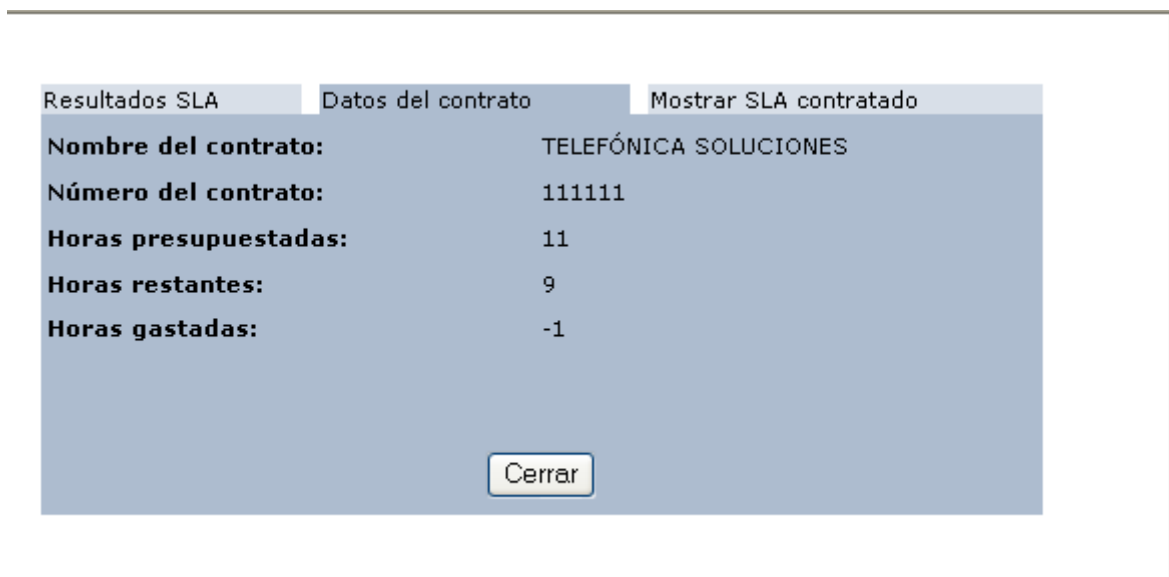 Resultados SLA Datos del contrato Mostrar SLA contratado
Nombre del contrato: TELEFÓNICA SOLUCIONES
Número del contrato: 111111
Horas presupuestadas: 11
Horas restantes: 9
Horas gastadas: -1
Cerrar